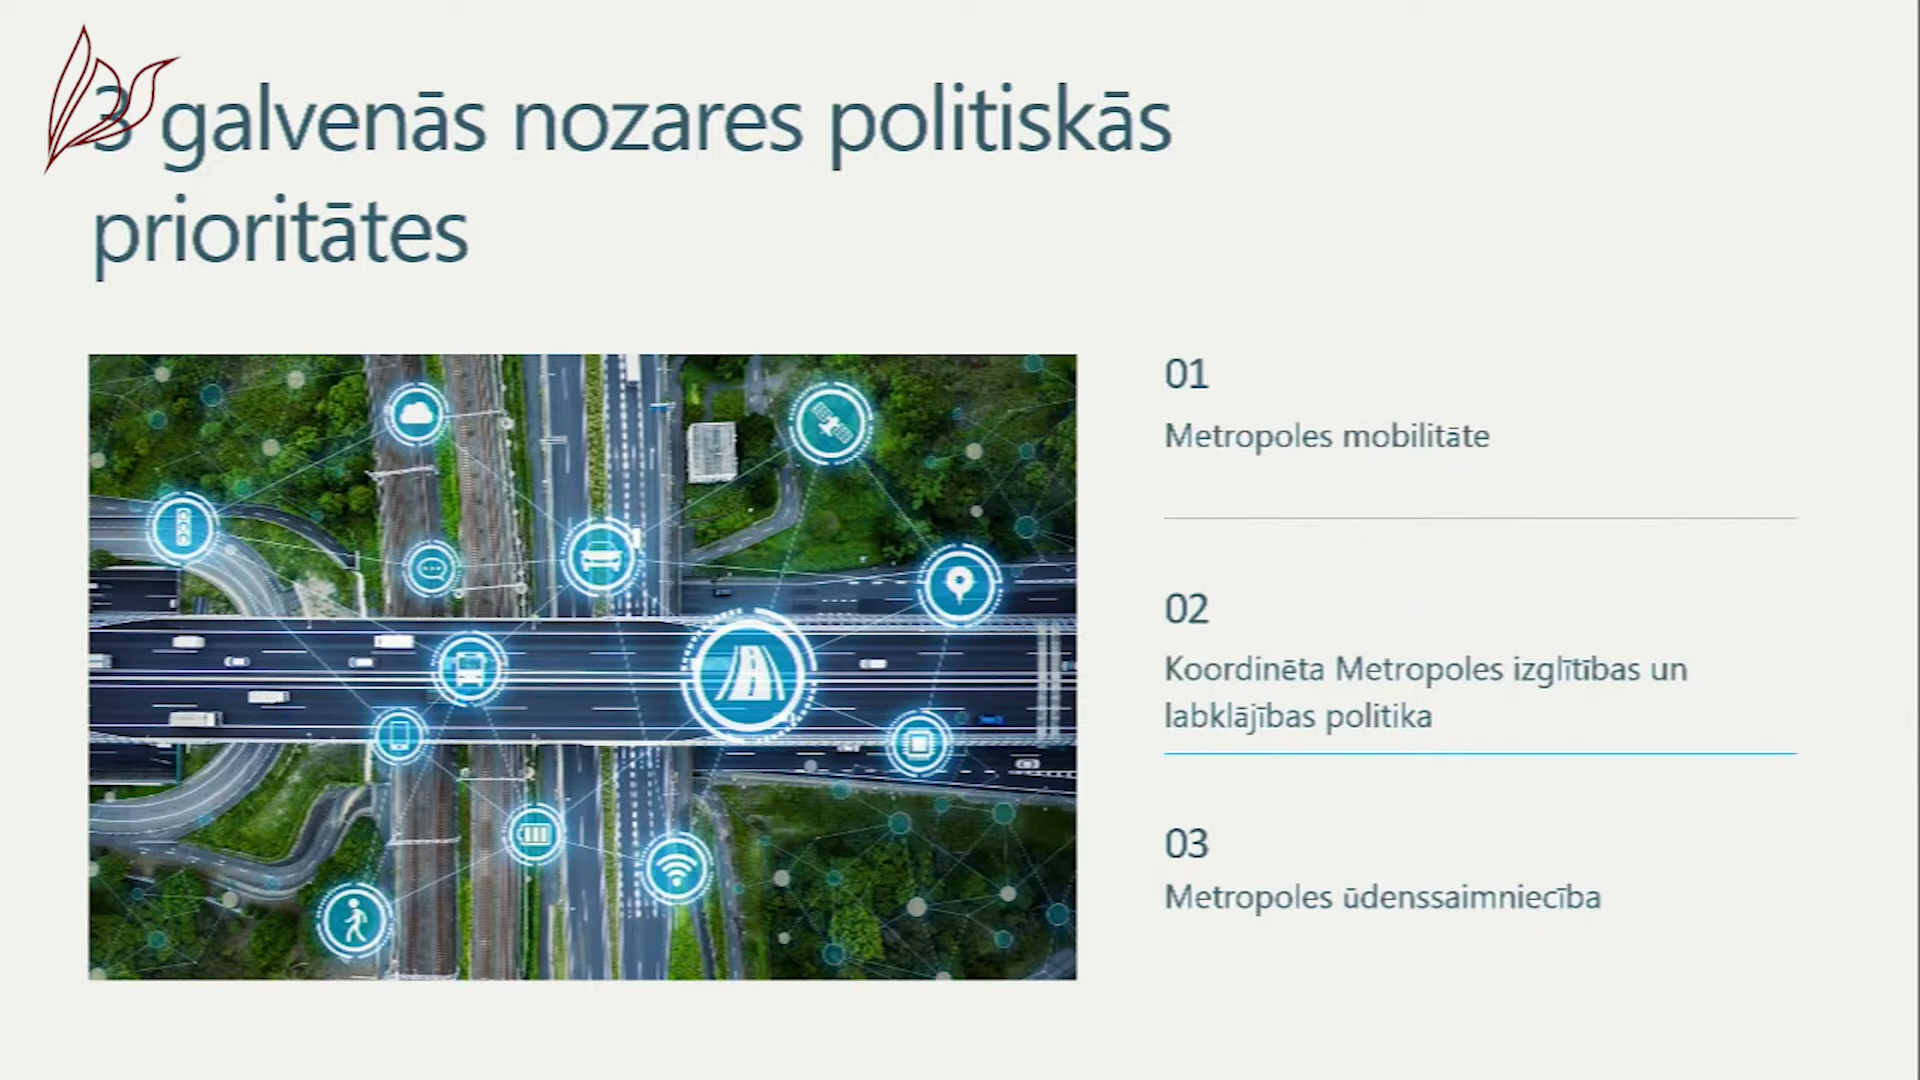 3 galvenās nozares politiskās
prioritātes
01
Metropoles mobilitāte
02
Koordinēta Metropoles izglītības un
labklājības politika
03
Metropoles ūdenssaimniecība